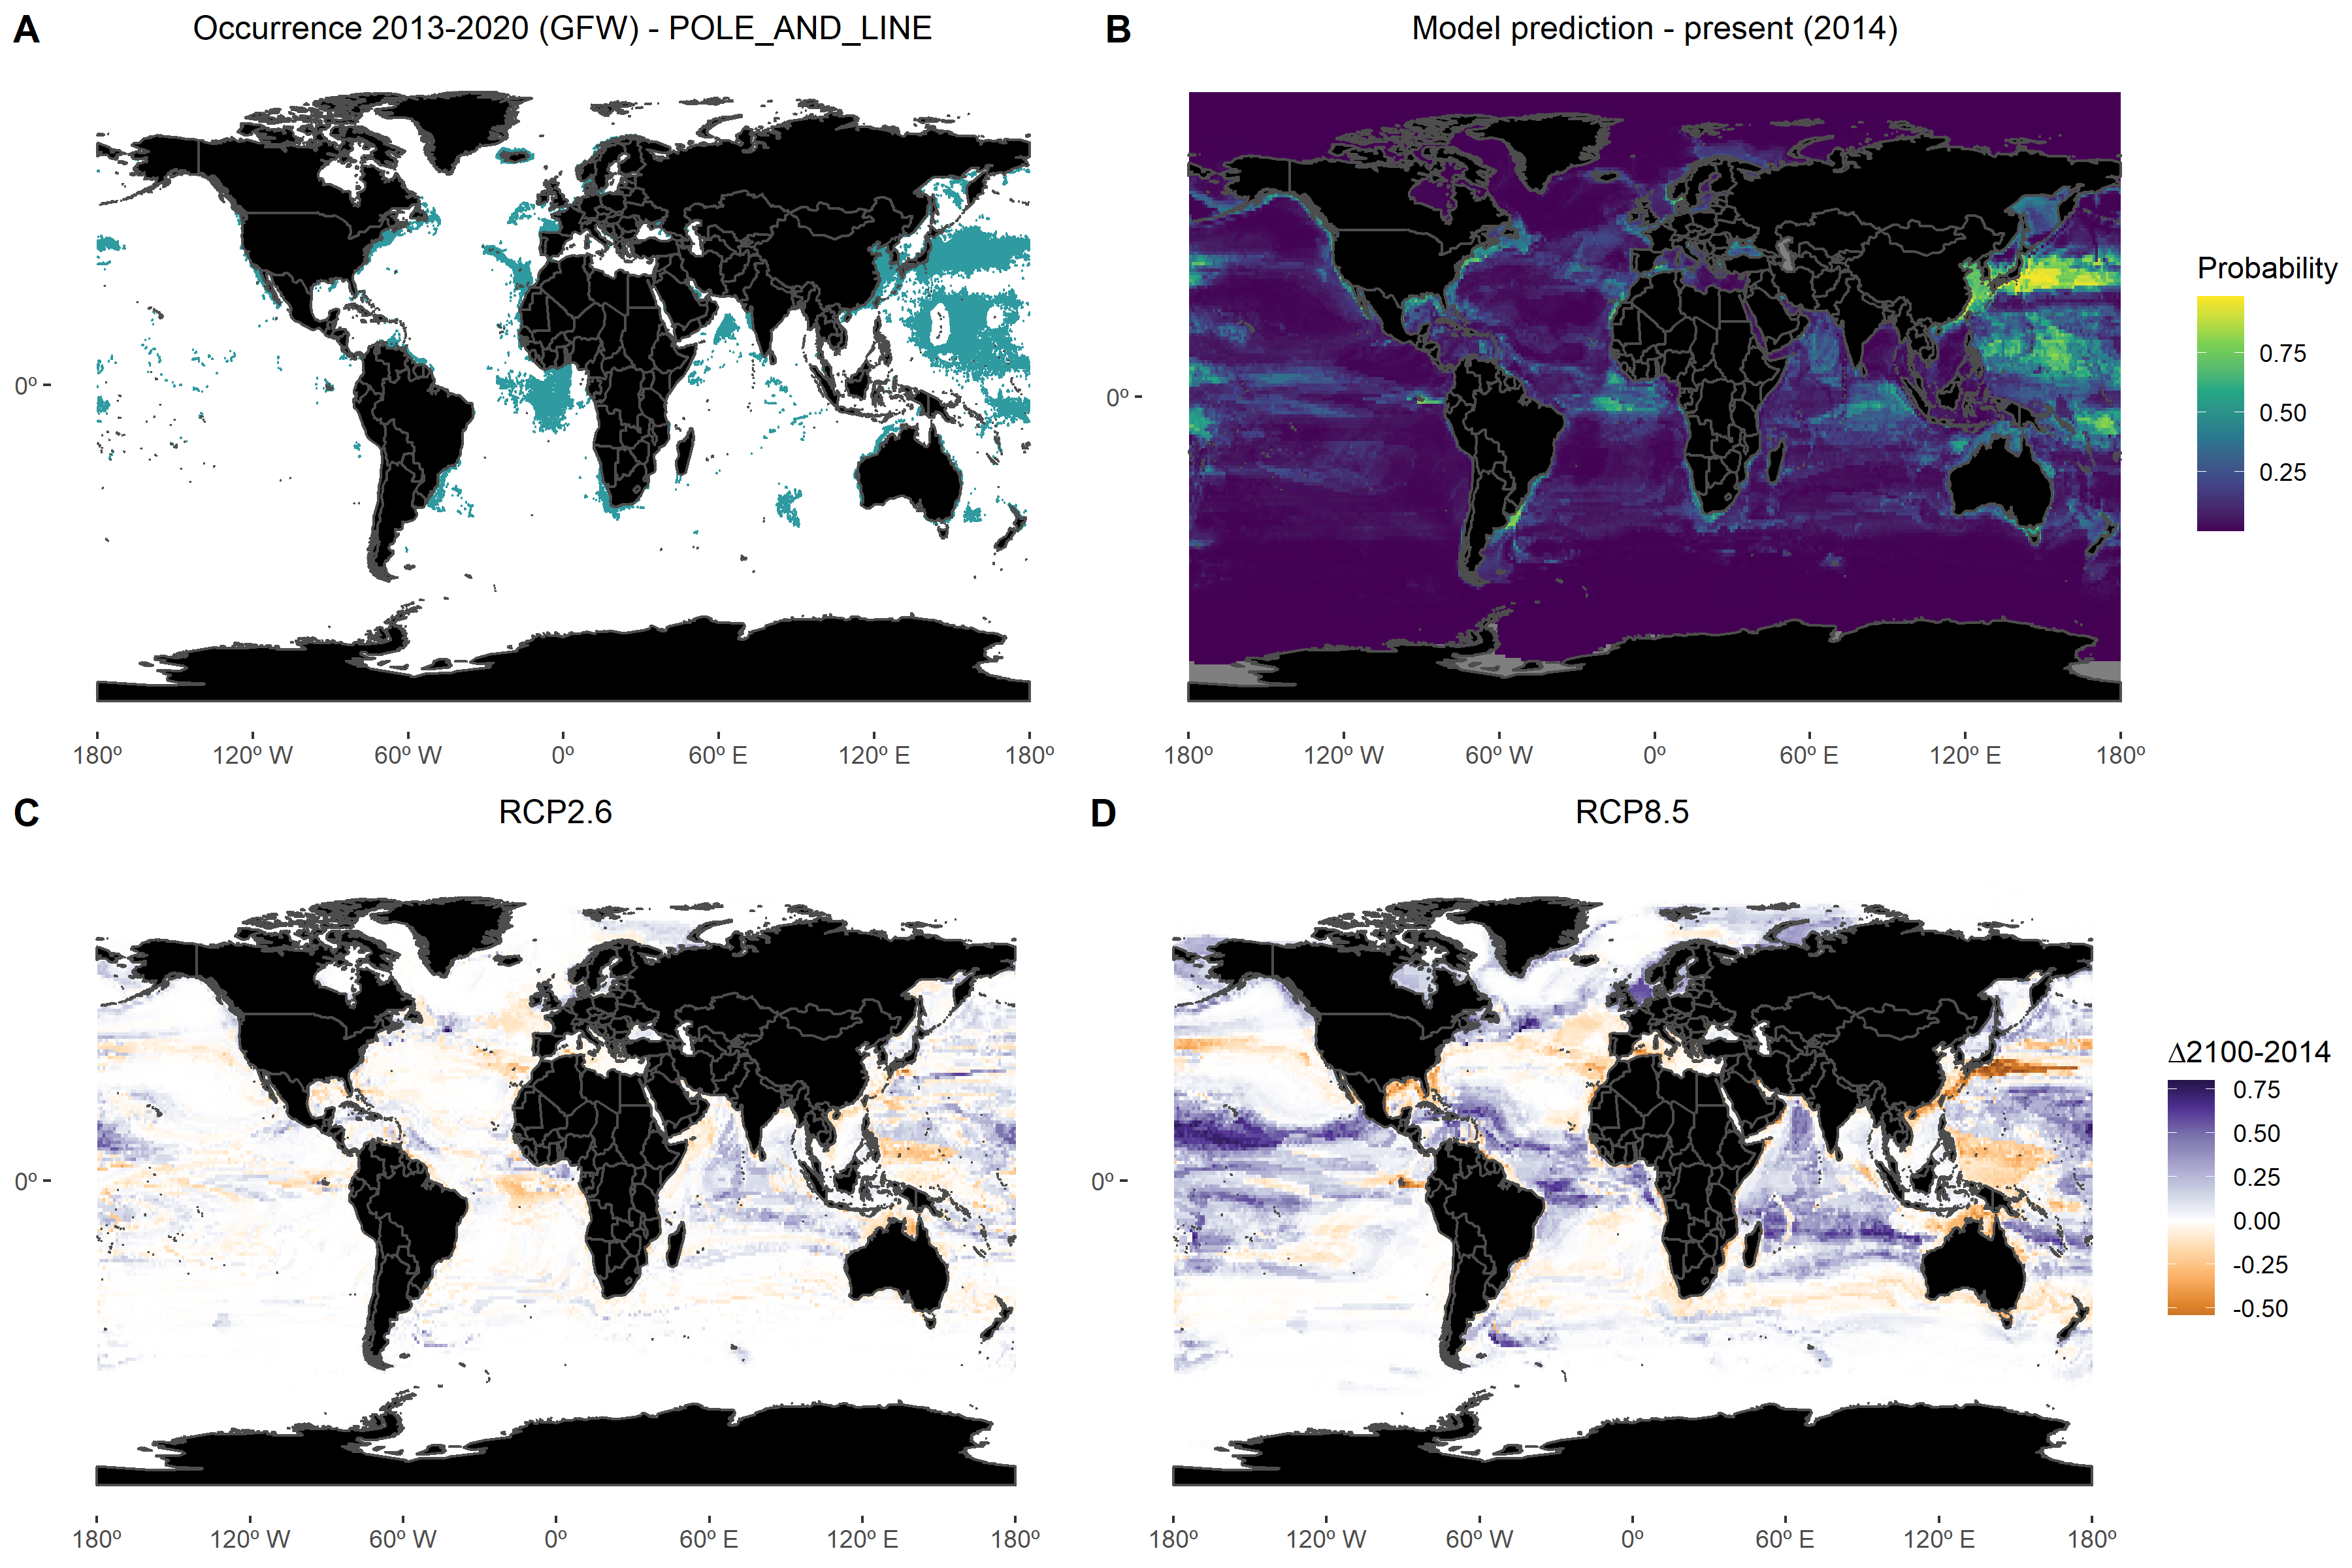 A
Occurrence 2013-2020 (GFW) - POLE_AND_LINE
0º
180º 120º W 60º W 0º 60º E 120º E 180º
B
Model prediction - present (2014)
0º
180º 120º W 60º W 0º 60º E 120º E 180º
Probability
0.75
0.50
0.25
C
RCP2.6
0º
180º 120º W 60º W 0º 60º E 120º E 180º
D
RCP8.5
0º
180º 120º W 60º W 0º 60º E 120º E 180º
Δ2100-2014
0.75
0.50
0.25
0.00
-0.25
-0.50